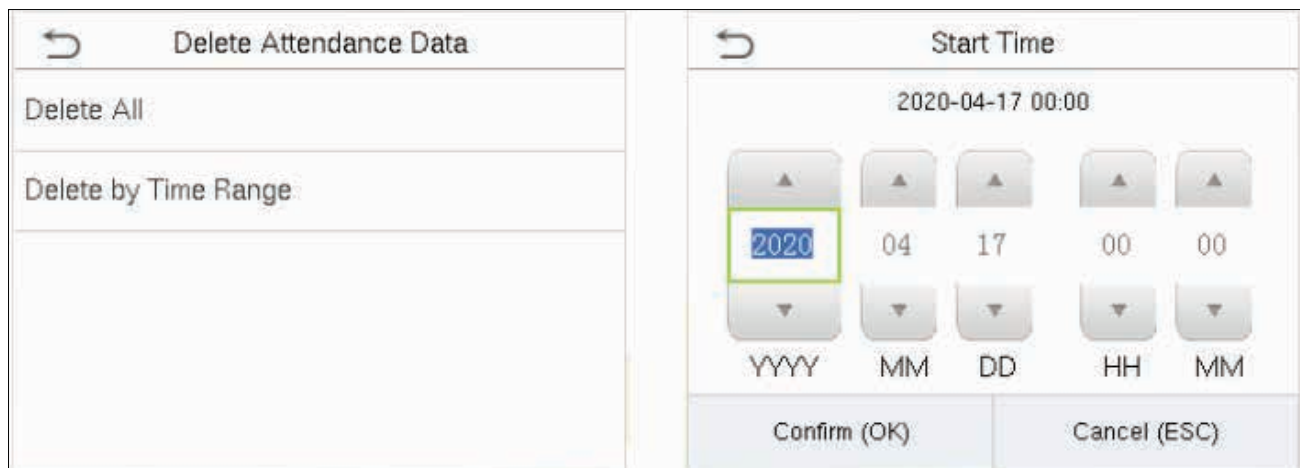 Delete Attendance Data
Delete All
Delete by Time Range
Start Time
2020-04-17 00:00
2020 04 17 00 00
YYYY MM DD HH MM
Confirm (OK) Cancel (ESC)